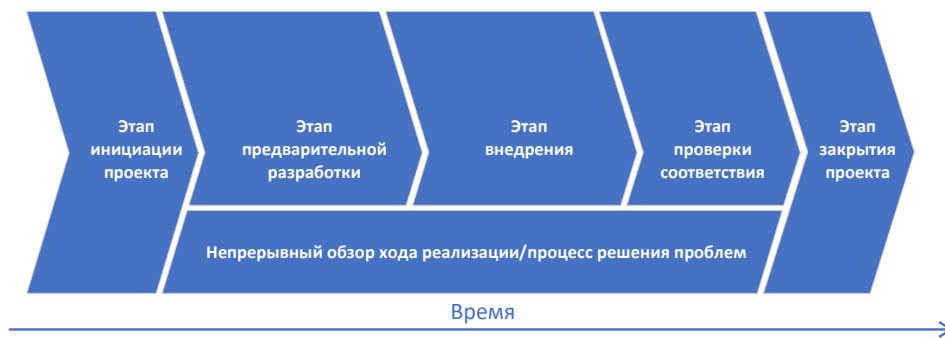 Этап
инициации
проекта
Этап
предварительной
разработки
Этап
внедрения
Этап
проверки
соответствия
Этап
закрытия
проекта
Непрерывный обзор хода реализации/процесс решения проблем
Время